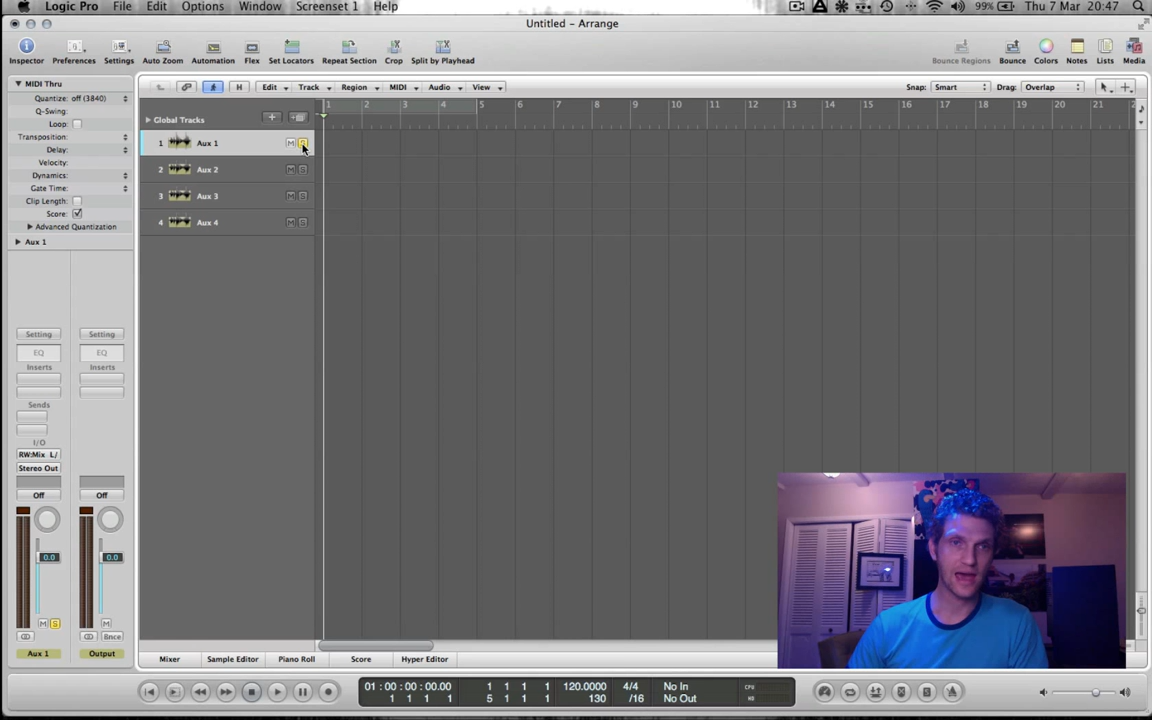 Logic Pro File Edit Options Window Screenset 1 Help 99% Thu 7 Mar 20:47
Untitled – Arrange
Inspector Preferences Settings Auto Zoom Automation Flex Set Locators Repeat Section Crop Split by Playhead Bounce Regions Bounce Colors Notes Lists Media
MIDI Thru H Edit Track Region MIDI Audio View Snap: Smart Drag: Overlap
Quantize: off (3840)
1 2 3 4 5 6 7 8 9 10 11 12 13 14 15 16 17 18 19 20 21
Q-Swing:
Loop:
Global Tracks
Transposition:
1 Aux 1 M S
Delay:
Velocity:
2 Aux 2 M S
Dynamics:
Gate Time:
3 Aux 3 M S
Clip Length:
Score:
4 Aux 4 M S
Advanced Quantization
Aux 1
Setting Setting
EQ EQ
Inserts Inserts
Sends
I/O
RW:Mix L/
Stereo Out
Off Off
0.0 0.0
M S M
Bnce
Aux 1 Output
Mixer Sample Editor Piano Roll Score Hyper Editor
01 : 00 : 00 : 00.00 1 1 1 1 120.0000 4/4 No In CPU
1 1 1 1 5 1 1 1 130 /16 No Out HD